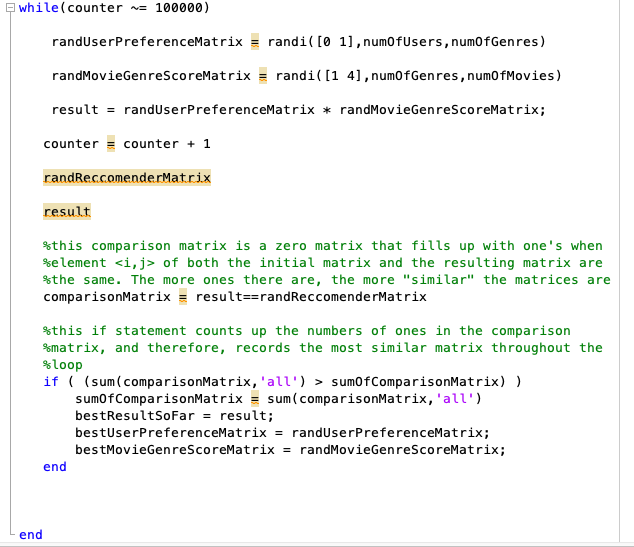 while(counter ~= 100000)
randUserPreferenceMatrix = randi([0 1],numOfUsers,numOfGenres)
randMovieGenreScoreMatrix = randi([1 4],numOfGenres,numOfMovies)
result = randUserPreferenceMatrix * randMovieGenreScoreMatrix;
counter = counter + 1
randReccomenderMatrix
result
%this comparison matrix is a zero matrix that fills up with one's when
%element <i,j> of both the initial matrix and the resulting matrix are
%the same. The more ones there are, the more "similar" the matrices are
comparisonMatrix = result==randReccomenderMatrix
%this if statement counts up the numbers of ones in the comparison
%matrix, and therefore, records the most similar matrix throughout the
%loop
if ( (sum(comparisonMatrix,'all') > sumOfComparisonMatrix) )
sumOfComparisonMatrix = sum(comparisonMatrix,'all')
bestResultSoFar = result;
bestUserPreferenceMatrix = randUserPreferenceMatrix;
bestMovieGenreScoreMatrix = randMovieGenreScoreMatrix;
end
end